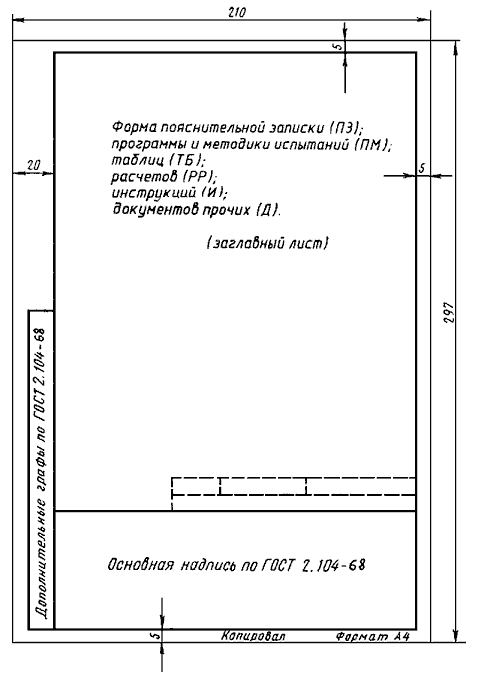 210
5
Форма пояснительной записки (ПЗ);
программы и методики испытаний (ПМ);
таблиц (ТБ);
расчетов (РР);
инструкций (И);
документов прочих (Д).
20
5
(заглавный лист)
297
Дополнительные графы по ГОСТ 2.104-68
Основная надпись по ГОСТ 2.104-68
5
Копировал Формат А4